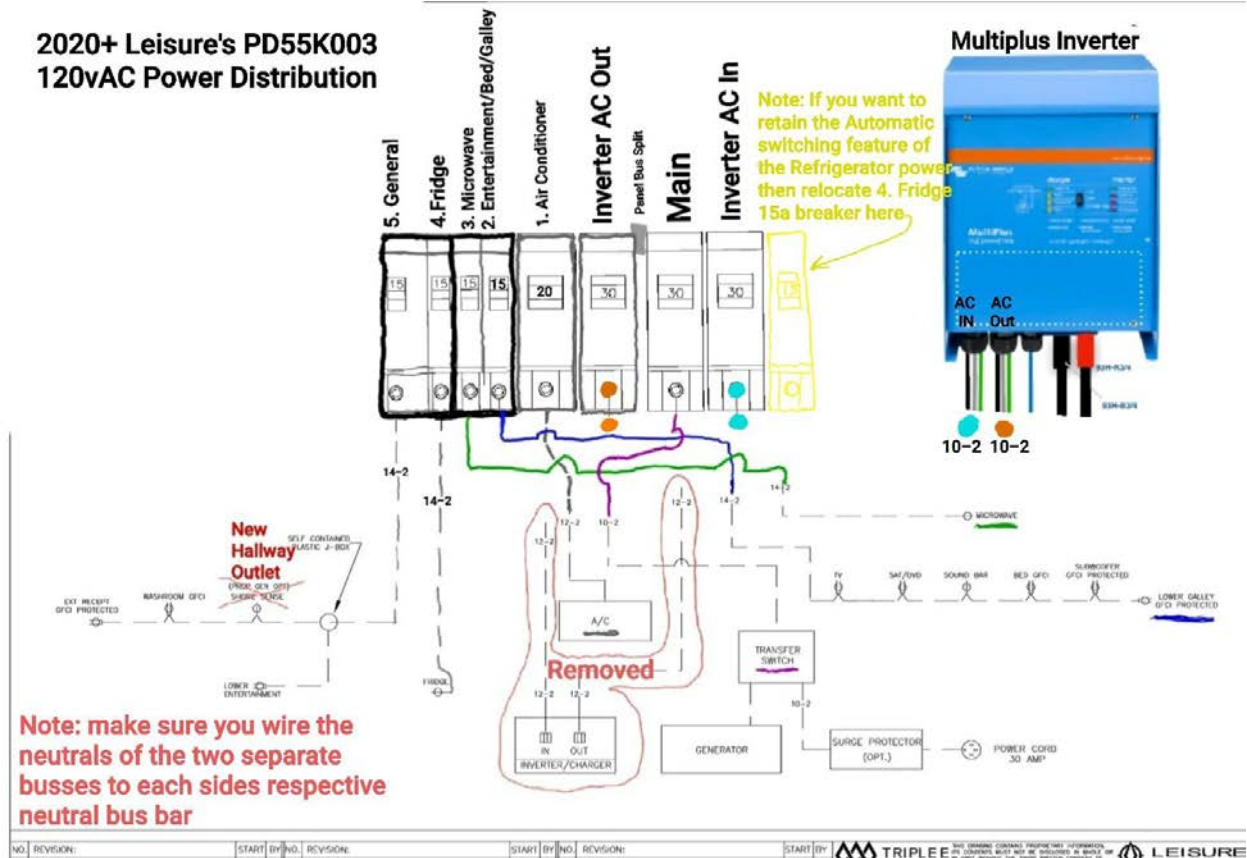 2020+ Leisure's PD55K003
120vAC Power Distribution
Multiplus Inverter
5. General
4.Fridge
3. Microwave
2. Entertainment/Bed/Galley
1. Air Conditioner
Inverter AC Out
Panel Bus Split
Main
Inverter AC In
Note: If you want to
retain the Automatic
switching feature of
the Refrigerator power
then relocate 4. Fridge
15a breaker here
15
15
15
15
20
30
30
30
15
MultiPlus
AC
IN
AC
Out
10-2
10-2
14-2
14-2
12-2
12-2
10-2
12-2
14-2
14-2
MICROWAVE
New
Hallway
Outlet
SELF CONTAINED
PLASTIC J-BOX
(PROP GEN OPT)
SHORE SENSE
EXT RECEPT
GFCI PROTECTED
WASHROOM GFCI
LOWER
ENTERTAINMENT
FRIDGE
A/C
Removed
12-2
12-2
IN
OUT
INVERTER/CHARGER
TRANSFER
SWITCH
10-2
GENERATOR
SURGE PROTECTOR
(OPT.)
POWER CORD
30 AMP
TV
SAT/DVD
SOUND BAR
BED GFCI
SUBWOOFER
GFCI PROTECTED
LOWER GALLEY
GFCI PROTECTED
Note: make sure you wire the
neutrals of the two separate
busses to each sides respective
neutral bus bar
NO. REVISION: START BY NO. REVISION: START BY NO. REVISION: START BY
TRIPLE E
LEISURE